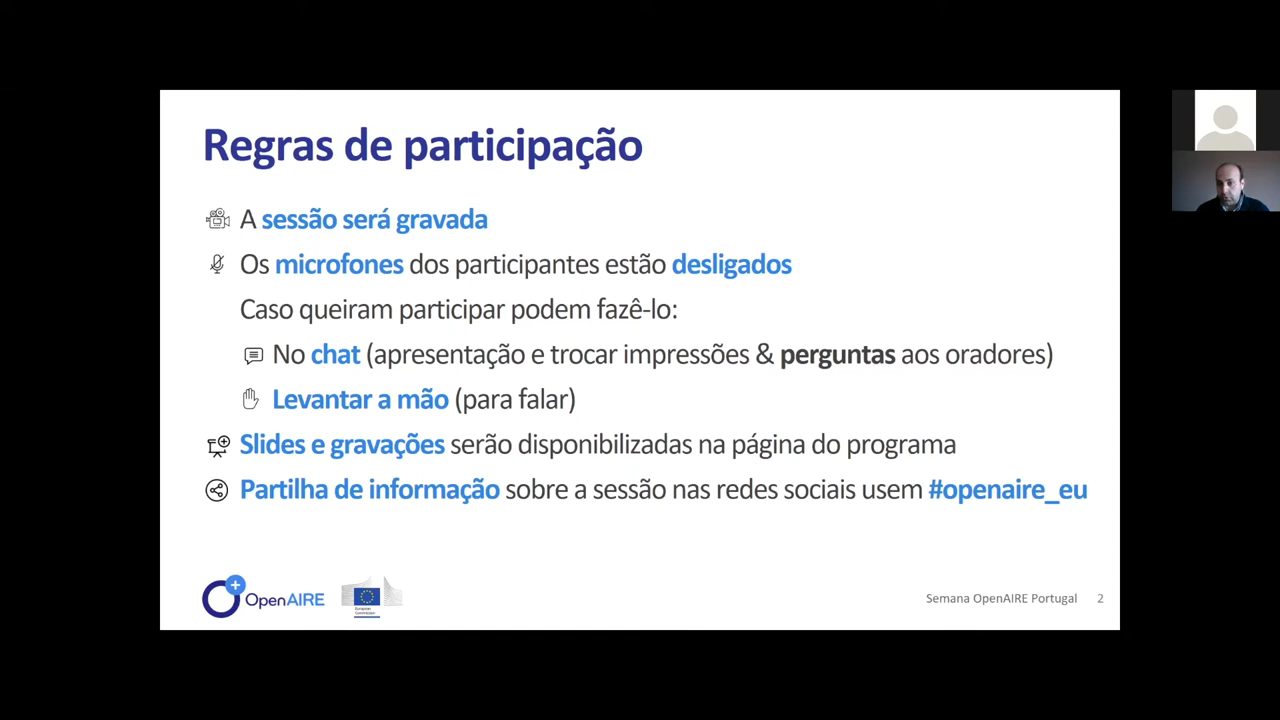 Regras de participação
A sessão será gravada
Os microfones dos participantes estão desligados
Caso queiram participar podem fazê-lo:
No chat (apresentação e trocar impressões & perguntas aos oradores)
Levantar a mão (para falar)
Slides e gravações serão disponibilizadas na página do programa
Partilha de informação sobre a sessão nas redes sociais usem #openaire_eu
OpenAIRE
European
Commission
Semana OpenAIRE Portugal 2